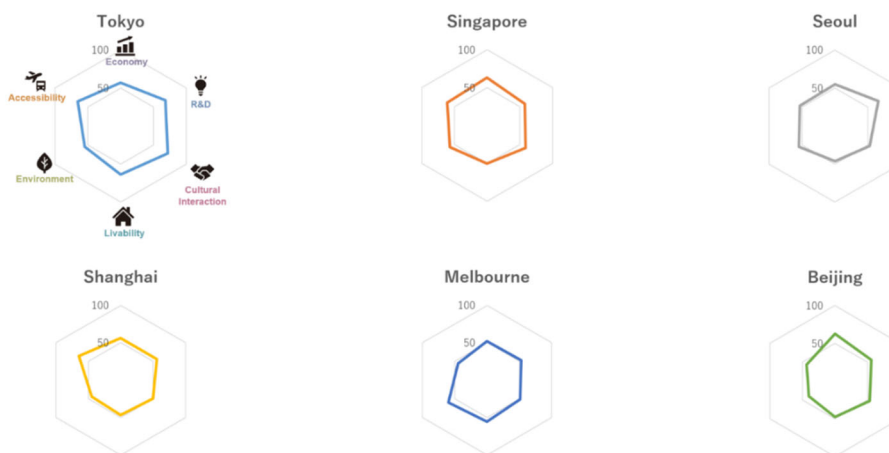 Tokyo
100
50
Economy
R&D
Cultural
Interaction
Livability
Environment
Accessibility
Singapore
100
50
Seoul
100
50
Shanghai
100
50
Melbourne
100
50
Beijing
100
50